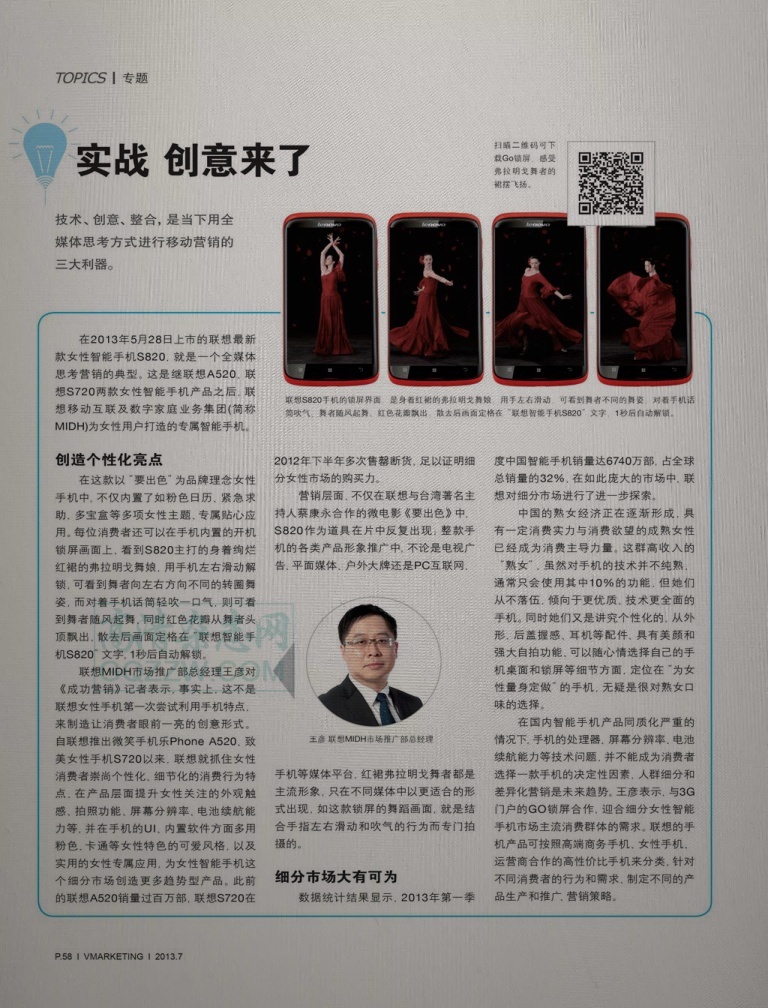 TOPICS | 专题
实战 创意来了
扫瞄二维码可下
载Go锁屏，感受
弗拉明戈舞者的
裙摆飞扬。
技术、创意、整合，是当下用全
媒体思考方式进行移动营销的
三大利器。
lenovo
lenovo
lenovo
lenovo
联想S820手机的锁屏界面，是身着红裙的弗拉明戈舞娘，用手左右滑动，可看到舞者不同的舞姿，对着手机话
筒吹气，舞者随风起舞，红色花瓣飘出，散去后画面定格在“联想智能手机S820”文字，1秒后自动解锁。
在2013年5月28日上市的联想最新
款女性智能手机S820，就是一个全媒体
思考营销的典型。这是继联想A520、联
想S720两款女性智能手机产品之后，联
想移动互联及数字家庭业务集团(简称
MIDH)为女性用户打造的专属智能手机。
创造个性化亮点
在这款以“要出色”为品牌理念女性
手机中，不仅内置了如粉色日历、紧急求
助、多宝盒等多项女性主题、专属贴心应
用。每位消费者还可以在手机内置的开机
锁屏画面上，看到S820主打的身着绚烂
红裙的弗拉明戈舞娘，用手机左右滑动解
锁，可看到舞者向左右方向不同的转圈舞
姿，而对着手机话筒轻吹一口气，则可看
到舞者随风起舞，同时红色花瓣从舞者头
顶飘出，散去后画面定格在“联想智能手
机S820”文字，1秒后自动解锁。
联想MIDH市场推广部总经理王彦对
《成功营销》记者表示，事实上，这不是
联想女性手机第一次尝试利用手机特点，
来制造让消费者眼前一亮的创意形式。
自联想推出微笑手机乐Phone A520、致
美女性手机S720以来，联想就抓住女性
消费者崇尚个性化、细节化的消费行为特
点，在产品层面提升女性关注的外观触
感、拍照功能、屏幕分辨率、电池续航能
力等，并在手机的UI、内置软件方面多用
粉色、卡通等女性特色的可爱风格，以及
实用的女性专属应用，为女性智能手机这
个细分市场创造更多趋势型产品。此前
的联想A520销量过百万部，联想S720在
2012年下半年多次售罄断货，足以证明细
分女性市场的购买力。
营销层面，不仅在联想与台湾著名主
持人蔡康永合作的微电影《要出色》中，
S820作为道具在片中反复出现；整款手
机的各类产品形象推广中，不论是电视广
告、平面媒体、户外大牌还是PC互联网、
王彦 联想MIDH市场推广部总经理
手机等媒体平台，红裙弗拉明戈舞者都是
主流形象，只在不同媒体中以更适合的形
式出现，如这款锁屏的舞蹈画面，就是结
合手指左右滑动和吹气的行为而专门拍
摄的。
细分市场大有可为
数据统计结果显示，2013年第一季
度中国智能手机销量达6740万部，占全球
总销量的32%，在如此庞大的市场中，联
想对细分市场进行了进一步探索。
中国的熟女经济正在逐渐形成，具
有一定消费实力与消费欲望的成熟女性
已经成为消费主导力量。这群高收入的
“熟女”，虽然对手机的技术并不纯熟，
通常只会使用其中10%的功能，但她们
从不落伍，倾向于更优质、技术更全面的
手机。同时她们又是讲究个性化的，从外
形、后盖握感、耳机等配件，具有美颜和
强大自拍功能，可以随心情选择自己的手
机桌面和锁屏等细节方面，定位在“为女
性量身定做”的手机，无疑是很对熟女口
味的选择。
在国内智能手机产品同质化严重的
情况下，手机的处理器、屏幕分辨率、电池
续航能力等技术问题，并不能成为消费者
选择一款手机的决定性因素，人群细分和
差异化营销是未来趋势。王彦表示，与3G
门户的GO锁屏合作，迎合细分女性智能
手机市场主流消费群体的需求。联想的手
机产品可按照高端商务手机、女性手机、
运营商合作的高性价比手机来分类，针对
不同消费者的行为和需求，制定不同的产
品生产和推广、营销策略。
P.58 | VMARKETING | 2013.7